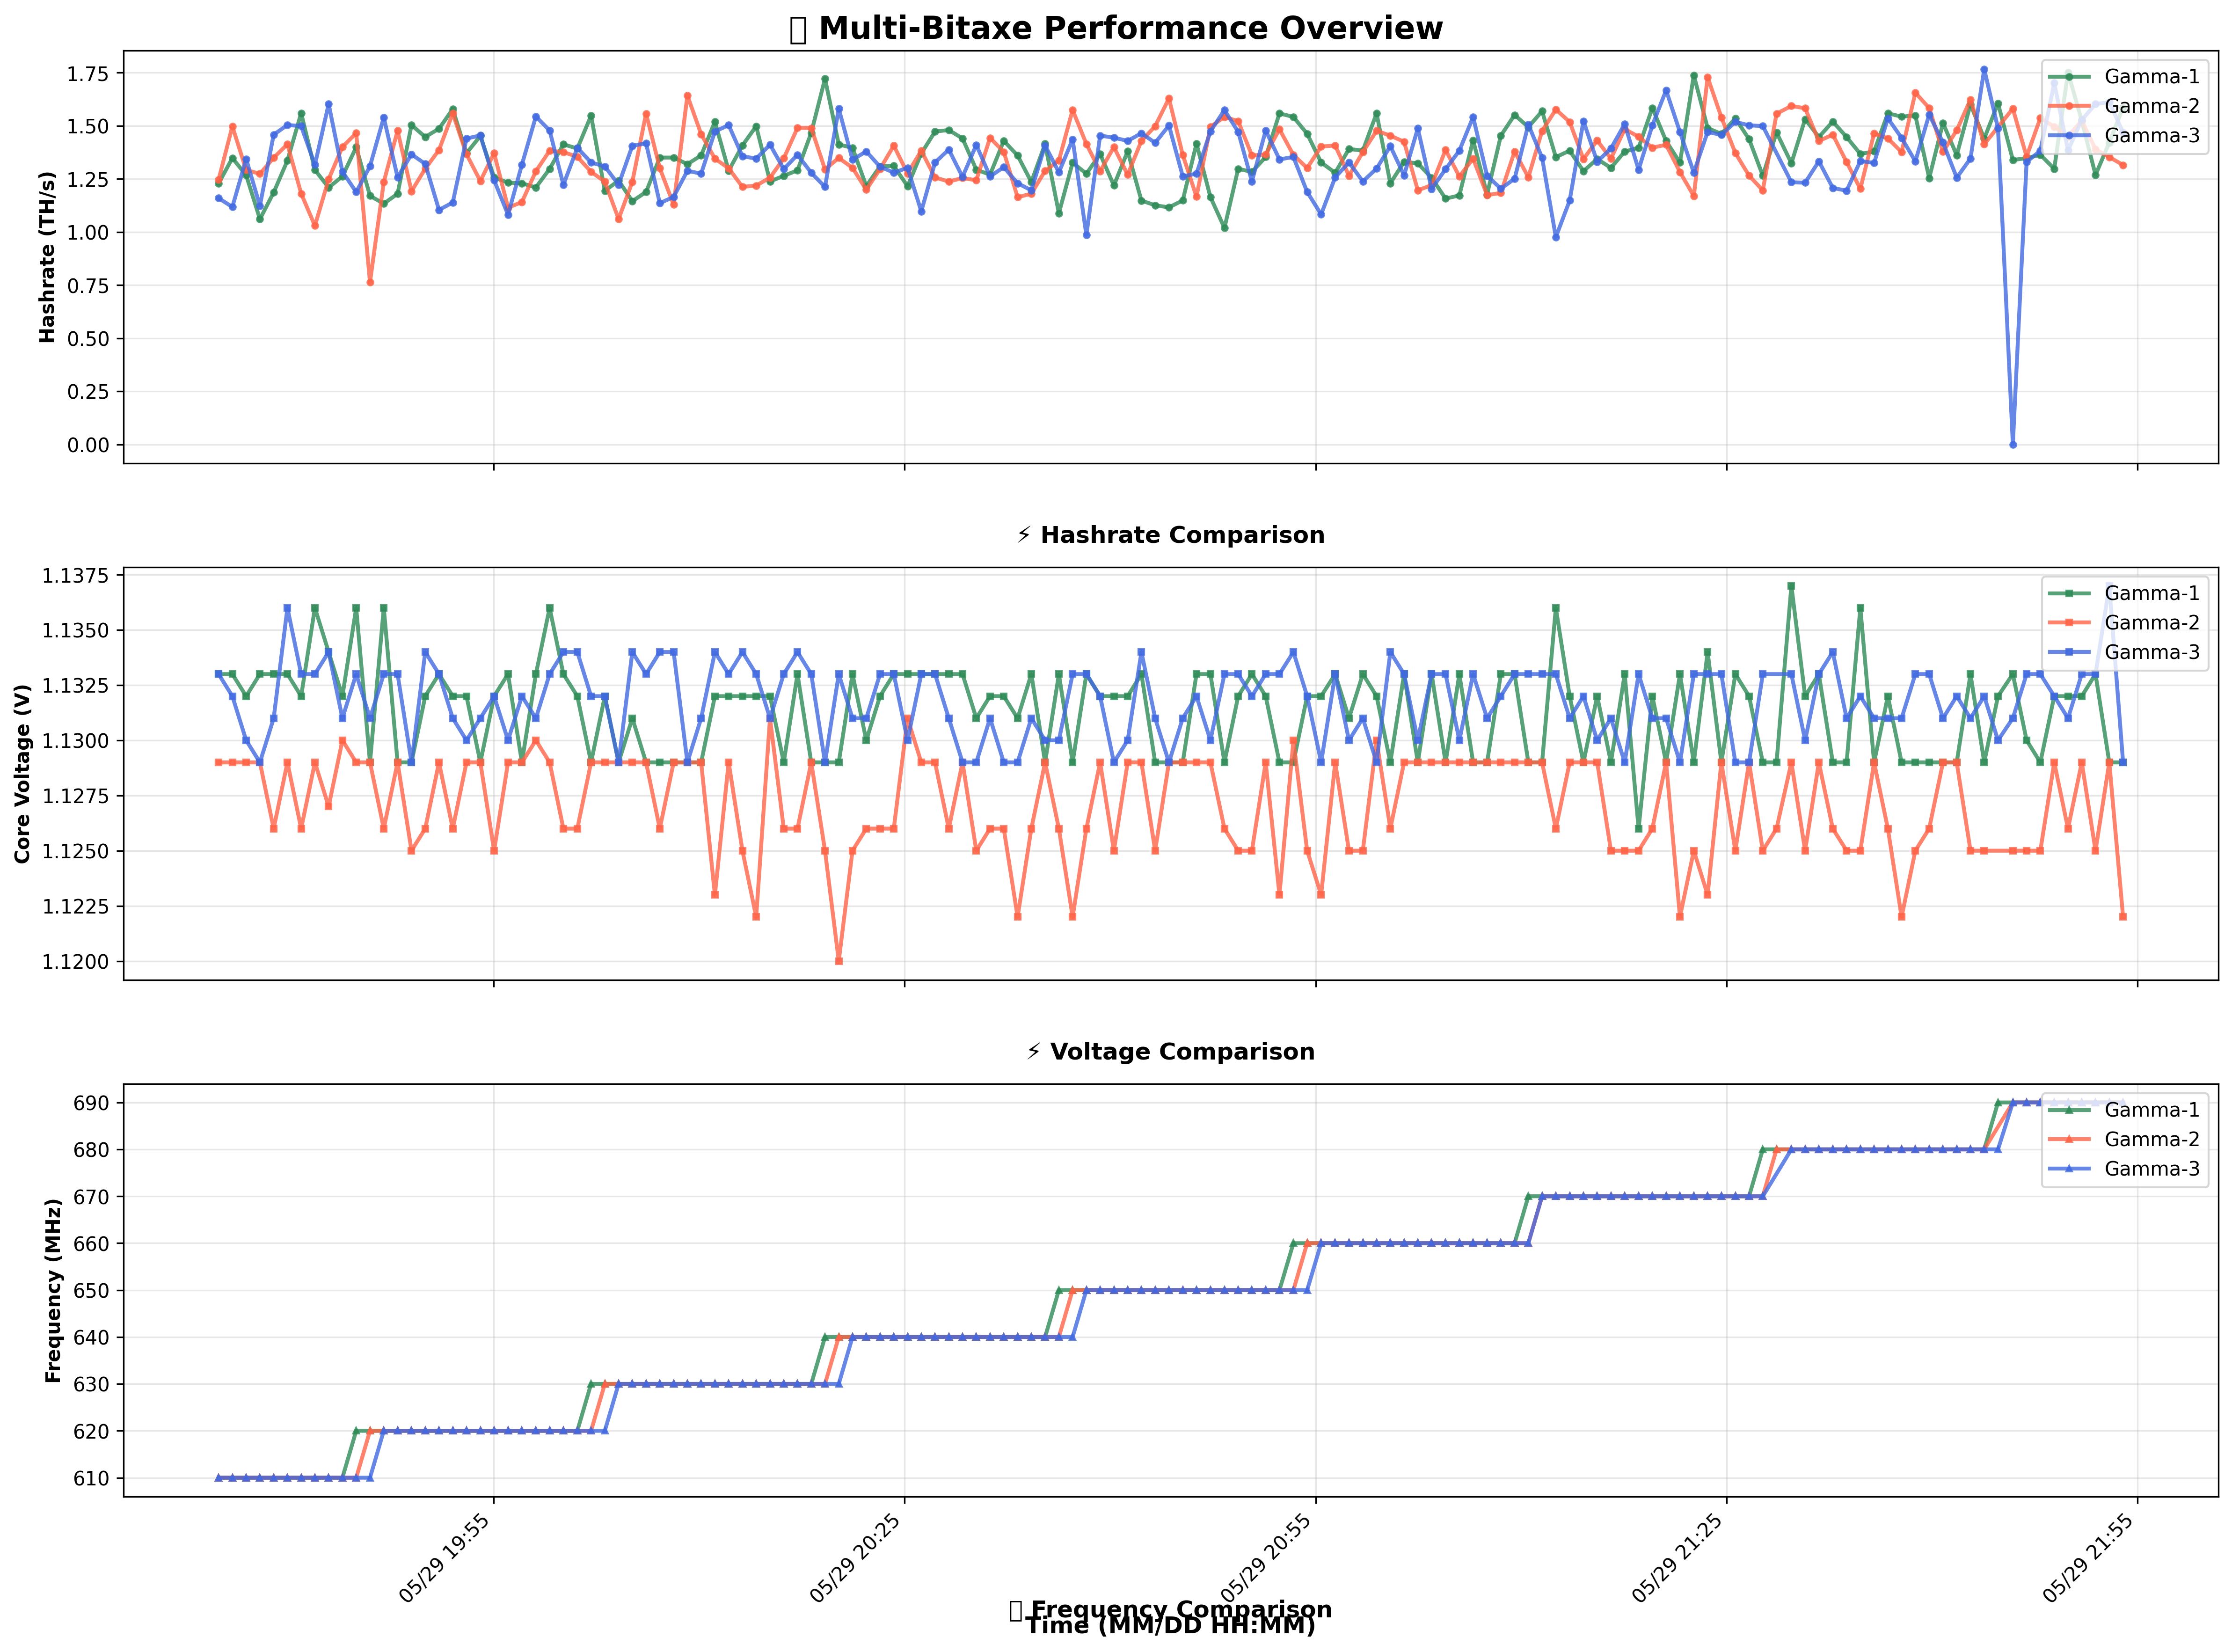 Multi-Bitaxe Performance Overview
Hashrate (TH/s)
1.75
1.50
1.25
1.00
0.75
0.50
0.25
0.00
Gamma-1
Gamma-2
Gamma-3
⚡ Hashrate Comparison
Core Voltage (V)
1.1375
1.1350
1.1325
1.1300
1.1275
1.1250
1.1225
1.1200
Gamma-1
Gamma-2
Gamma-3
⚡ Voltage Comparison
Frequency (MHz)
690
680
670
660
650
640
630
620
610
Gamma-1
Gamma-2
Gamma-3
05/29 19:55
05/29 20:25
05/29 20:55
05/29 21:25
05/29 21:55
Frequency Comparison
Time (MM/DD HH:MM)